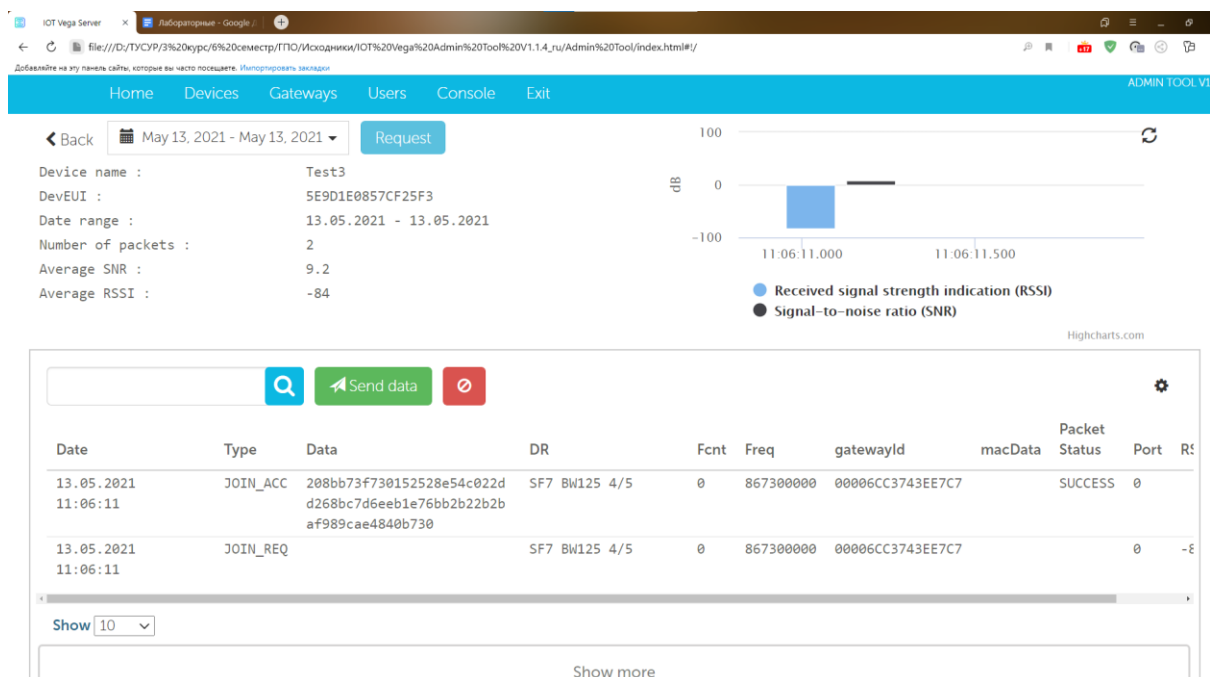 IOT Vega Server
Лабораторные - Google Д
file:///D:/ТУСУР/3%20курс/6%20семестр/ГПО/Исходники/IOT%20Vega%20Admin%20Tool%20V1.1.4_ru/Admin%20Tool/index.html#!/
+17
Добавляйте на эту панель сайты, которые вы часто посещаете. Импортировать закладки
Home Devices Gateways Users Console Exit
ADMIN TOOL V1
Back May 13, 2021 - May 13, 2021 Request
Device name : Test3
DevEUI : 5E9D1E0857CF25F3
Date range : 13.05.2021 - 13.05.2021
Number of packets : 2
Average SNR : 9.2
Average RSSI : -84
100
dB
0
-100
11:06:11.000 11:06:11.500
Received signal strength indication (RSSI)
Signal-to-noise ratio (SNR)
Highcharts.com
Send data
Date Type Data DR Fcnt Freq gatewayId macData Packet Status Port RS
13.05.2021 JOIN_ACC 208bb73f730152528e54c022d SF7 BW125 4/5 0 867300000 00006CC3743EE7C7 SUCCESS 0
11:06:11 d268bc7d6eeb1e76bb2b22b2b
af989cae4840b730
13.05.2021 JOIN_REQ SF7 BW125 4/5 0 867300000 00006CC3743EE7C7 0 -8
11:06:11
Show 10
Show more